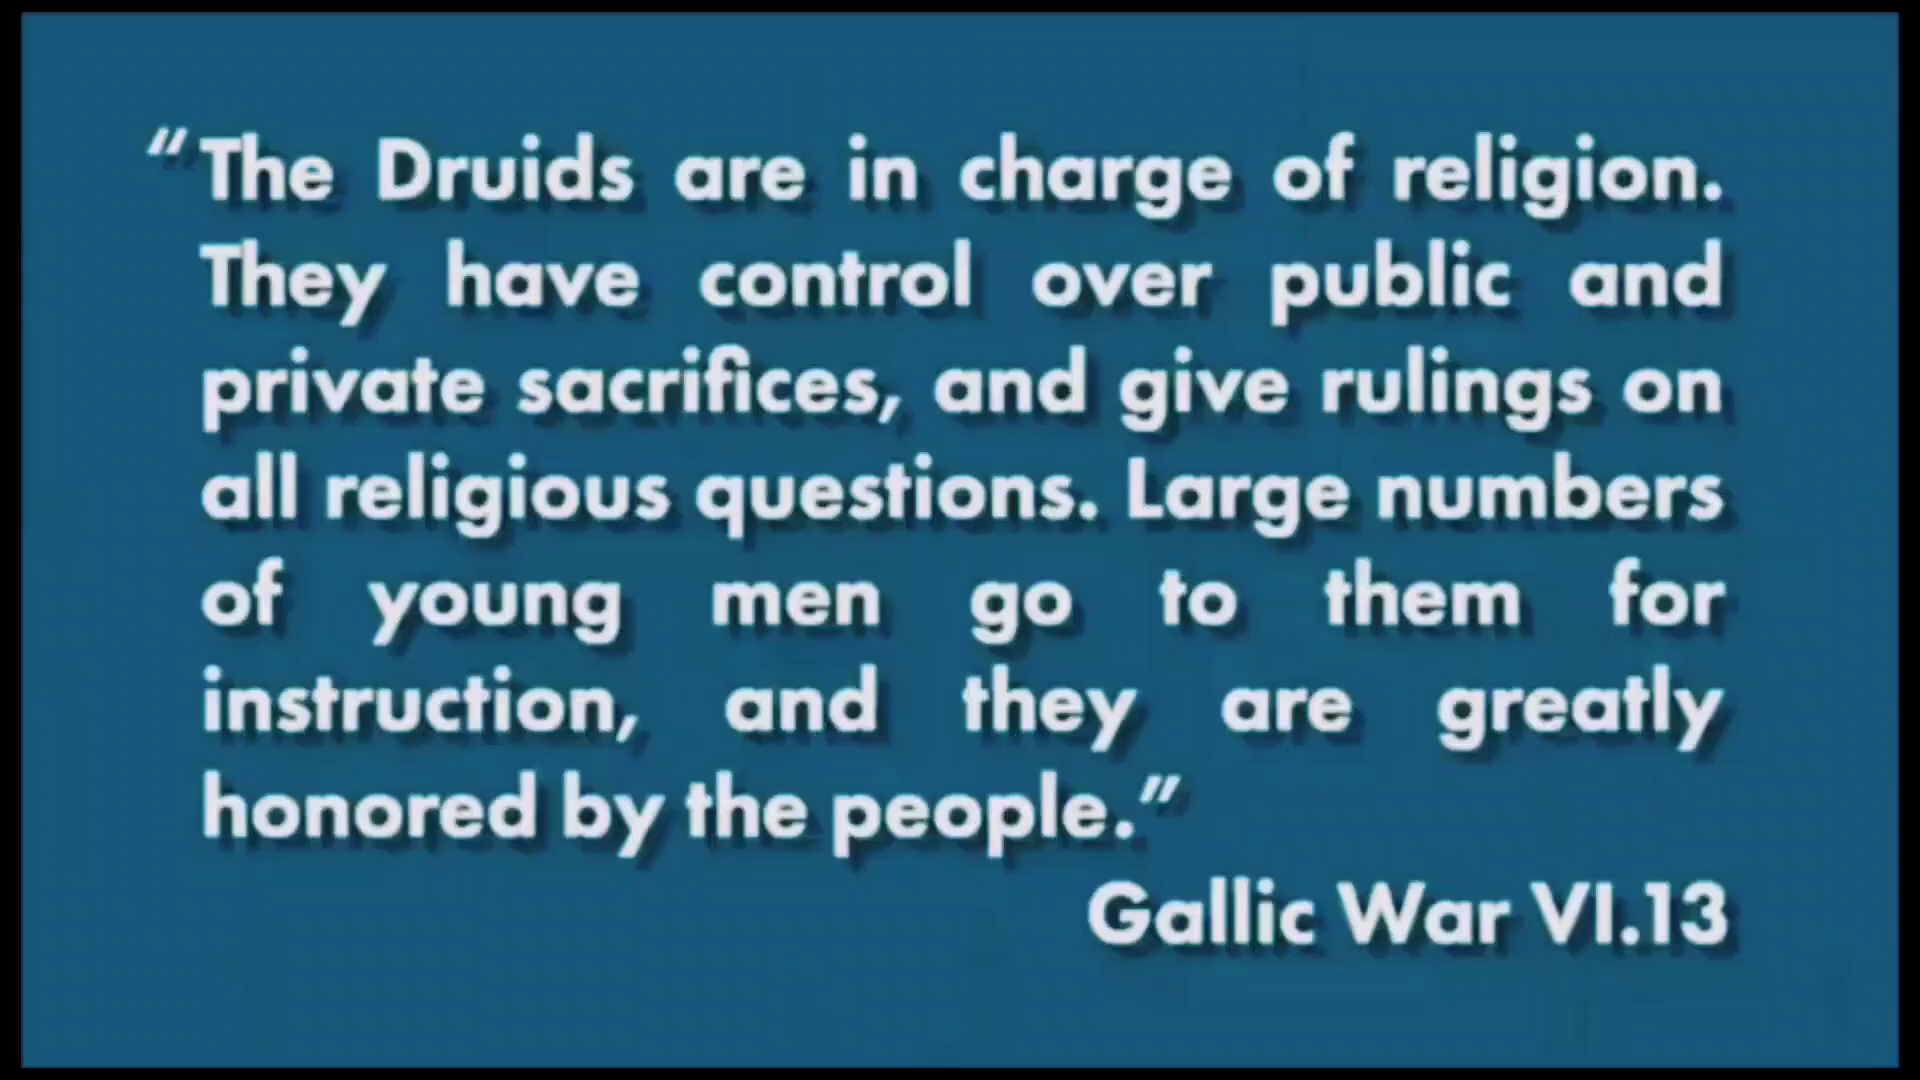 “The Druids are in charge of religion.
They have control over public and
private sacrifices, and give rulings on
all religious questions. Large numbers
of young men go to them for
instruction, and they are greatly
honored by the people.”
Gallic War VI.13